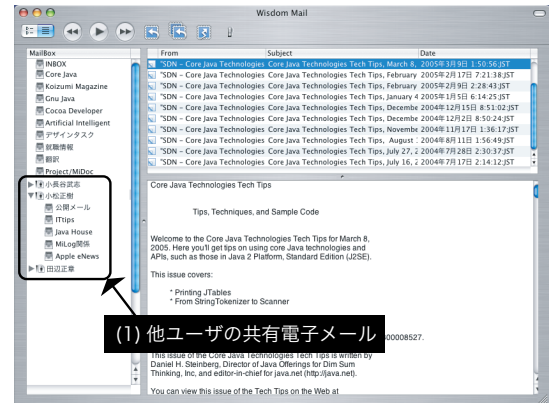 Wisdom Mail
MailBox
INBOX
Core Java
Koizumi Magazine
Gnu Java
Cocoa Developer
Artificial Intelligent
デザインタスク
就職情報
翻訳
Project/MiDoc
小長谷武志
小松正樹
公開メール
ITtips
Java House
MiLog関係
Apple eNews
田辺正章
From Subject Date
"SDN – Core Java Technologies Core Java Technologies Tech Tips, March 8, 2005年3月9日 1:50:56:JST
"SDN – Core Java Technologies Core Java Technologies Tech Tips, February 2005年2月17日 7:21:38:JST
"SDN – Core Java Technologies Core Java Technologies Tech Tips, February 2005年2月9日 2:28:43:JST
"SDN – Core Java Technologies Core Java Technologies Tech Tips, January 4 2005年1月5日 6:14:25:JST
"SDN – Core Java Technologies Core Java Technologies Tech Tips, Decembe 2004年12月15日 8:51:02:JST
"SDN – Core Java Technologies Core Java Technologies Tech Tips, Decembe 2004年12月2日 8:50:24:JST
"SDN – Core Java Technologies Core Java Technologies Tech Tips, Novembe 2004年11月17日 1:36:17:JST
"SDN – Core Java Technologies Core Java Technologies Tech Tips, August 2004年8月11日 1:56:49:JST
"SDN – Core Java Technologies Core Java Technologies Tech Tips, July 27, 2 2004年7月28日 2:30:37:JST
"SDN – Core Java Technologies Core Java Technologies Tech Tips, July 16, 2 2004年7月17日 2:14:12:JST
Core Java Technologies Tech Tips
Tips, Techniques, and Sample Code
Welcome to the Core Java Technologies Tech Tips for March 8,
2005. Here you'll get tips on using core Java technologies and
APIs, such as those in Java 2 Platform, Standard Edition (J2SE).
This issue covers:
* Printing JTables
* From StringTokenizer to Scanner
00008527.
(1) 他ユーザの共有電子メール
This issue of the Core Java Technologies Tech Tips is written by
Daniel H. Steinberg, Director of Java Offerings for Dim Sum
Thinking, Inc, and editor-in-chief for java.net (http://java.net).
You can view this issue of the Tech Tips on the Web at